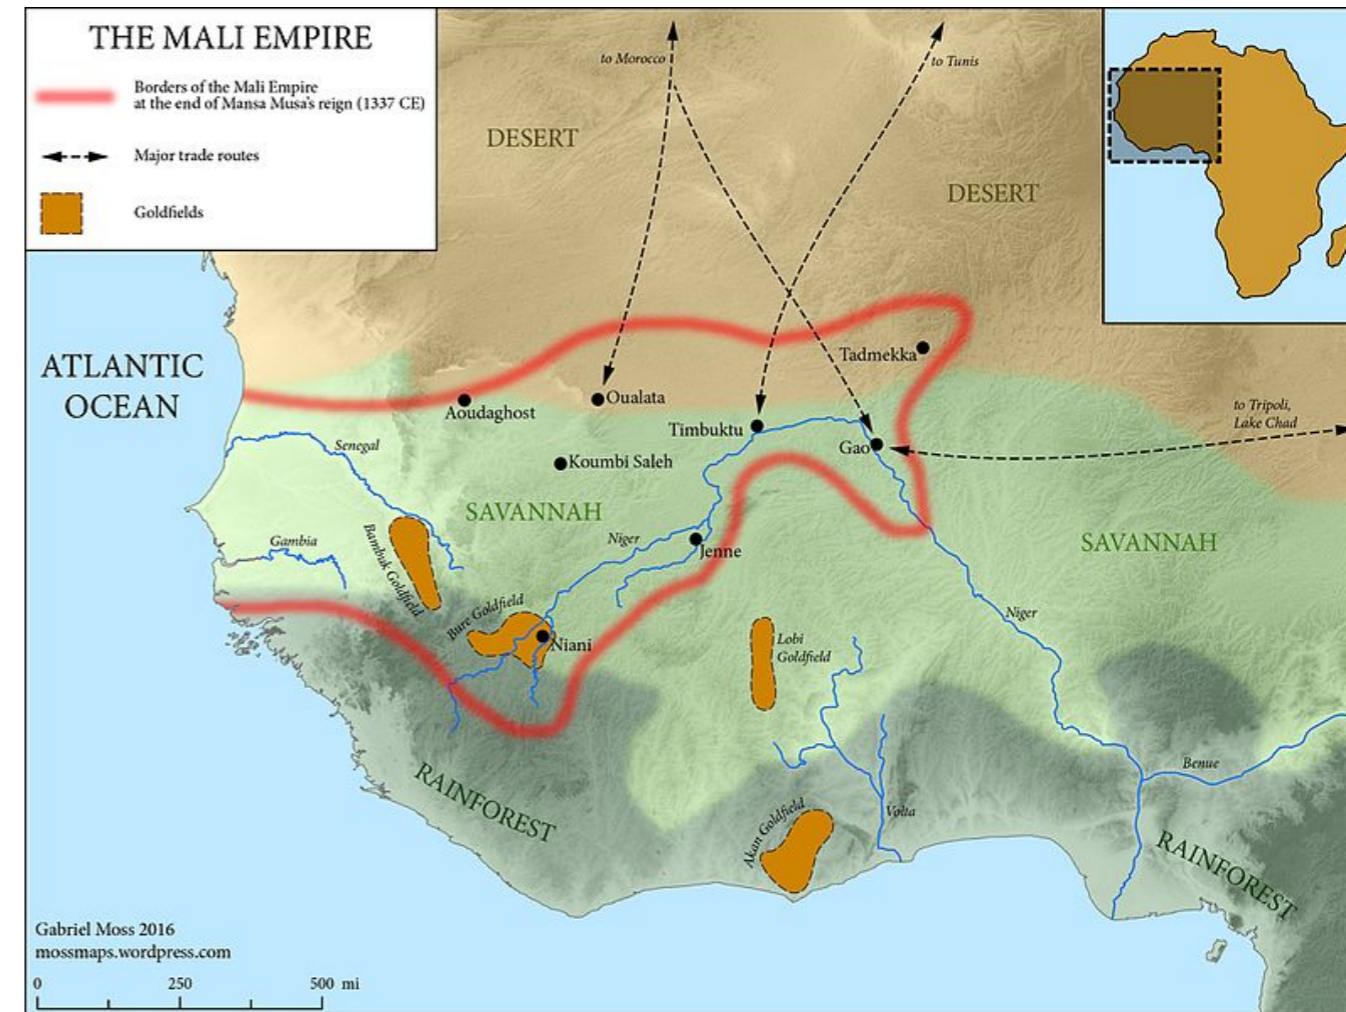 THE MALI EMPIRE
Borders of the Mali Empire
at the end of Mansa Musa's reign (1337 CE)
Major trade routes
Goldfields
to Morocco
to Tunis
DESERT
DESERT
ATLANTIC
OCEAN
Tadmekka
Aoudaghost
Oualata
Timbuktu
Gao
to Tripoli,
Lake Chad
Senegal
Koumbi Saleh
SAVANNAH
Niger
Jenne
SAVANNAH
Gambia
Bambuk Goldfield
Bure Goldfield
Niani
Lobi
Goldfield
Niger
RAINFOREST
Akan Goldfield
Volta
Benue
RAINFOREST
Gabriel Moss 2016
mossmaps.wordpress.com
0 250 500 mi